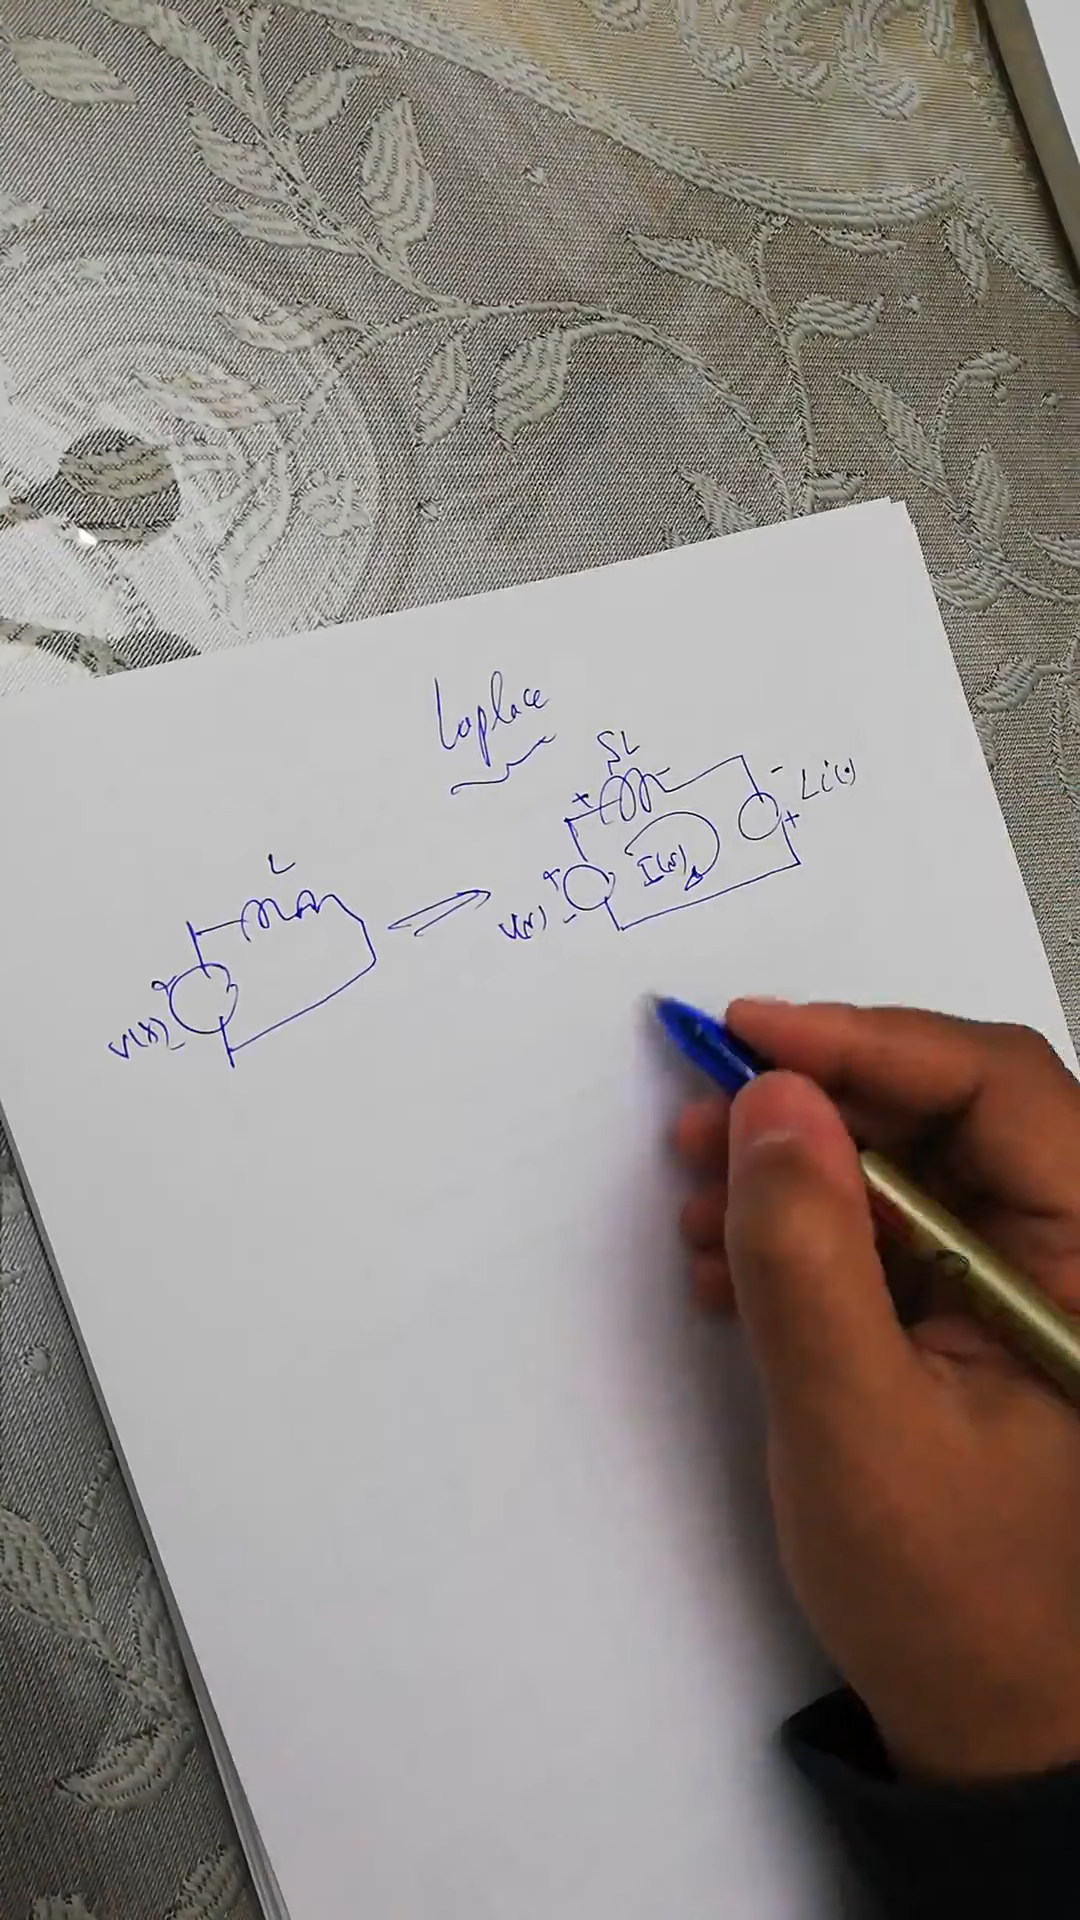 Laplace
L
V(t)
+
-
SL
+
-
Li(0)
+
I(s)
+
V(s)
-